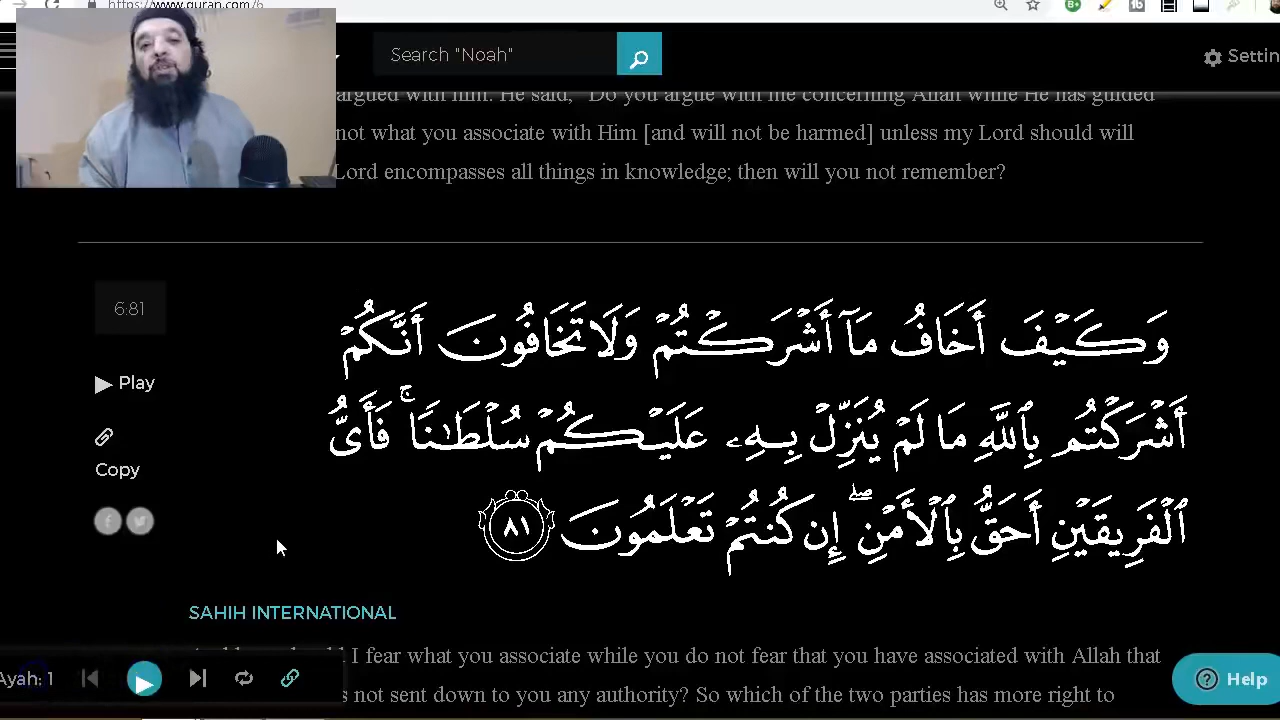 https://www.quran.com/6
Search "Noah"
Settin
argued with him. He said, "Do you argue with me concerning Allah while He has guided
not what you associate with Him [and will not be harmed] unless my Lord should will
Lord encompasses all things in knowledge; then will you not remember?
6:81
وَكَيْفَ أَخَافُ مَآ أَشْرَكْتُمْ وَلَا تَخَافُونَ أَنَّكُمْ
أَشْرَكْتُم بِٱللَّهِ مَا لَمْ يُنَزِّلْ بِهِۦ عَلَيْكُمْ سُلْطَـٰنًا ۚ فَأَىُّ
ٱلْفَرِيقَيْنِ أَحَقُّ بِٱلْأَمْنِ ۖ إِن كُنتُمْ تَعْلَمُونَ ٨١
Play
Copy
SAHIH INTERNATIONAL
I fear what you associate while you do not fear that you have associated with Allah that
not sent down to you any authority? So which of the two parties has more right to
Ayah: 1
Help